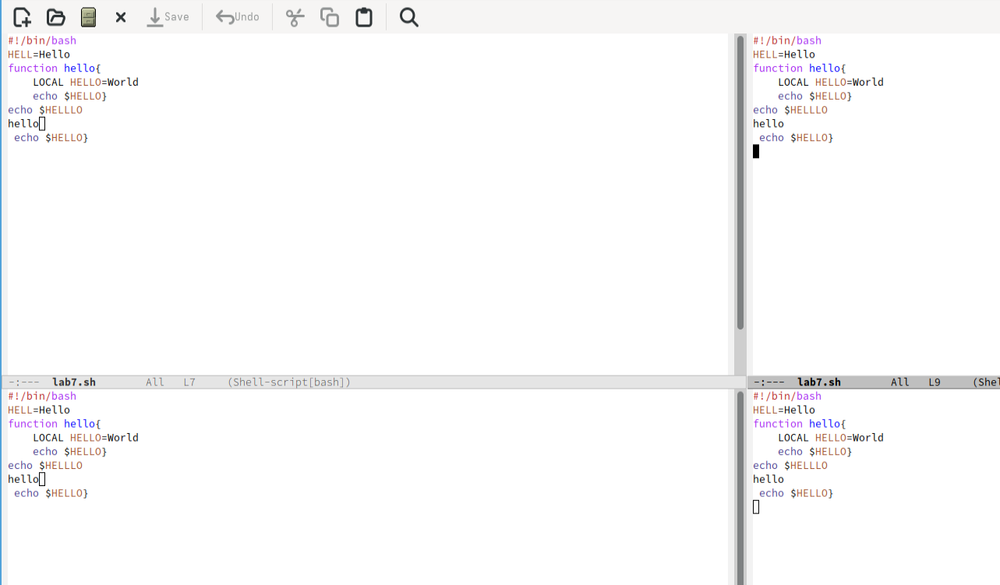 Save Undo
#!/bin/bash
HELL=Hello
function hello{
    LOCAL HELLO=World
    echo $HELLO}
echo $HELLLO
hello
 echo $HELLO}
-:--- lab7.sh All L7 (Shell-script[bash])
#!/bin/bash
HELL=Hello
function hello{
    LOCAL HELLO=World
    echo $HELLO}
echo $HELLLO
hello
 echo $HELLO}
-:--- lab7.sh All L9 (Shel
#!/bin/bash
HELL=Hello
function hello{
    LOCAL HELLO=World
    echo $HELLO}
echo $HELLLO
hello
 echo $HELLO}
#!/bin/bash
HELL=Hello
function hello{
    LOCAL HELLO=World
    echo $HELLO}
echo $HELLLO
hello
 echo $HELLO}